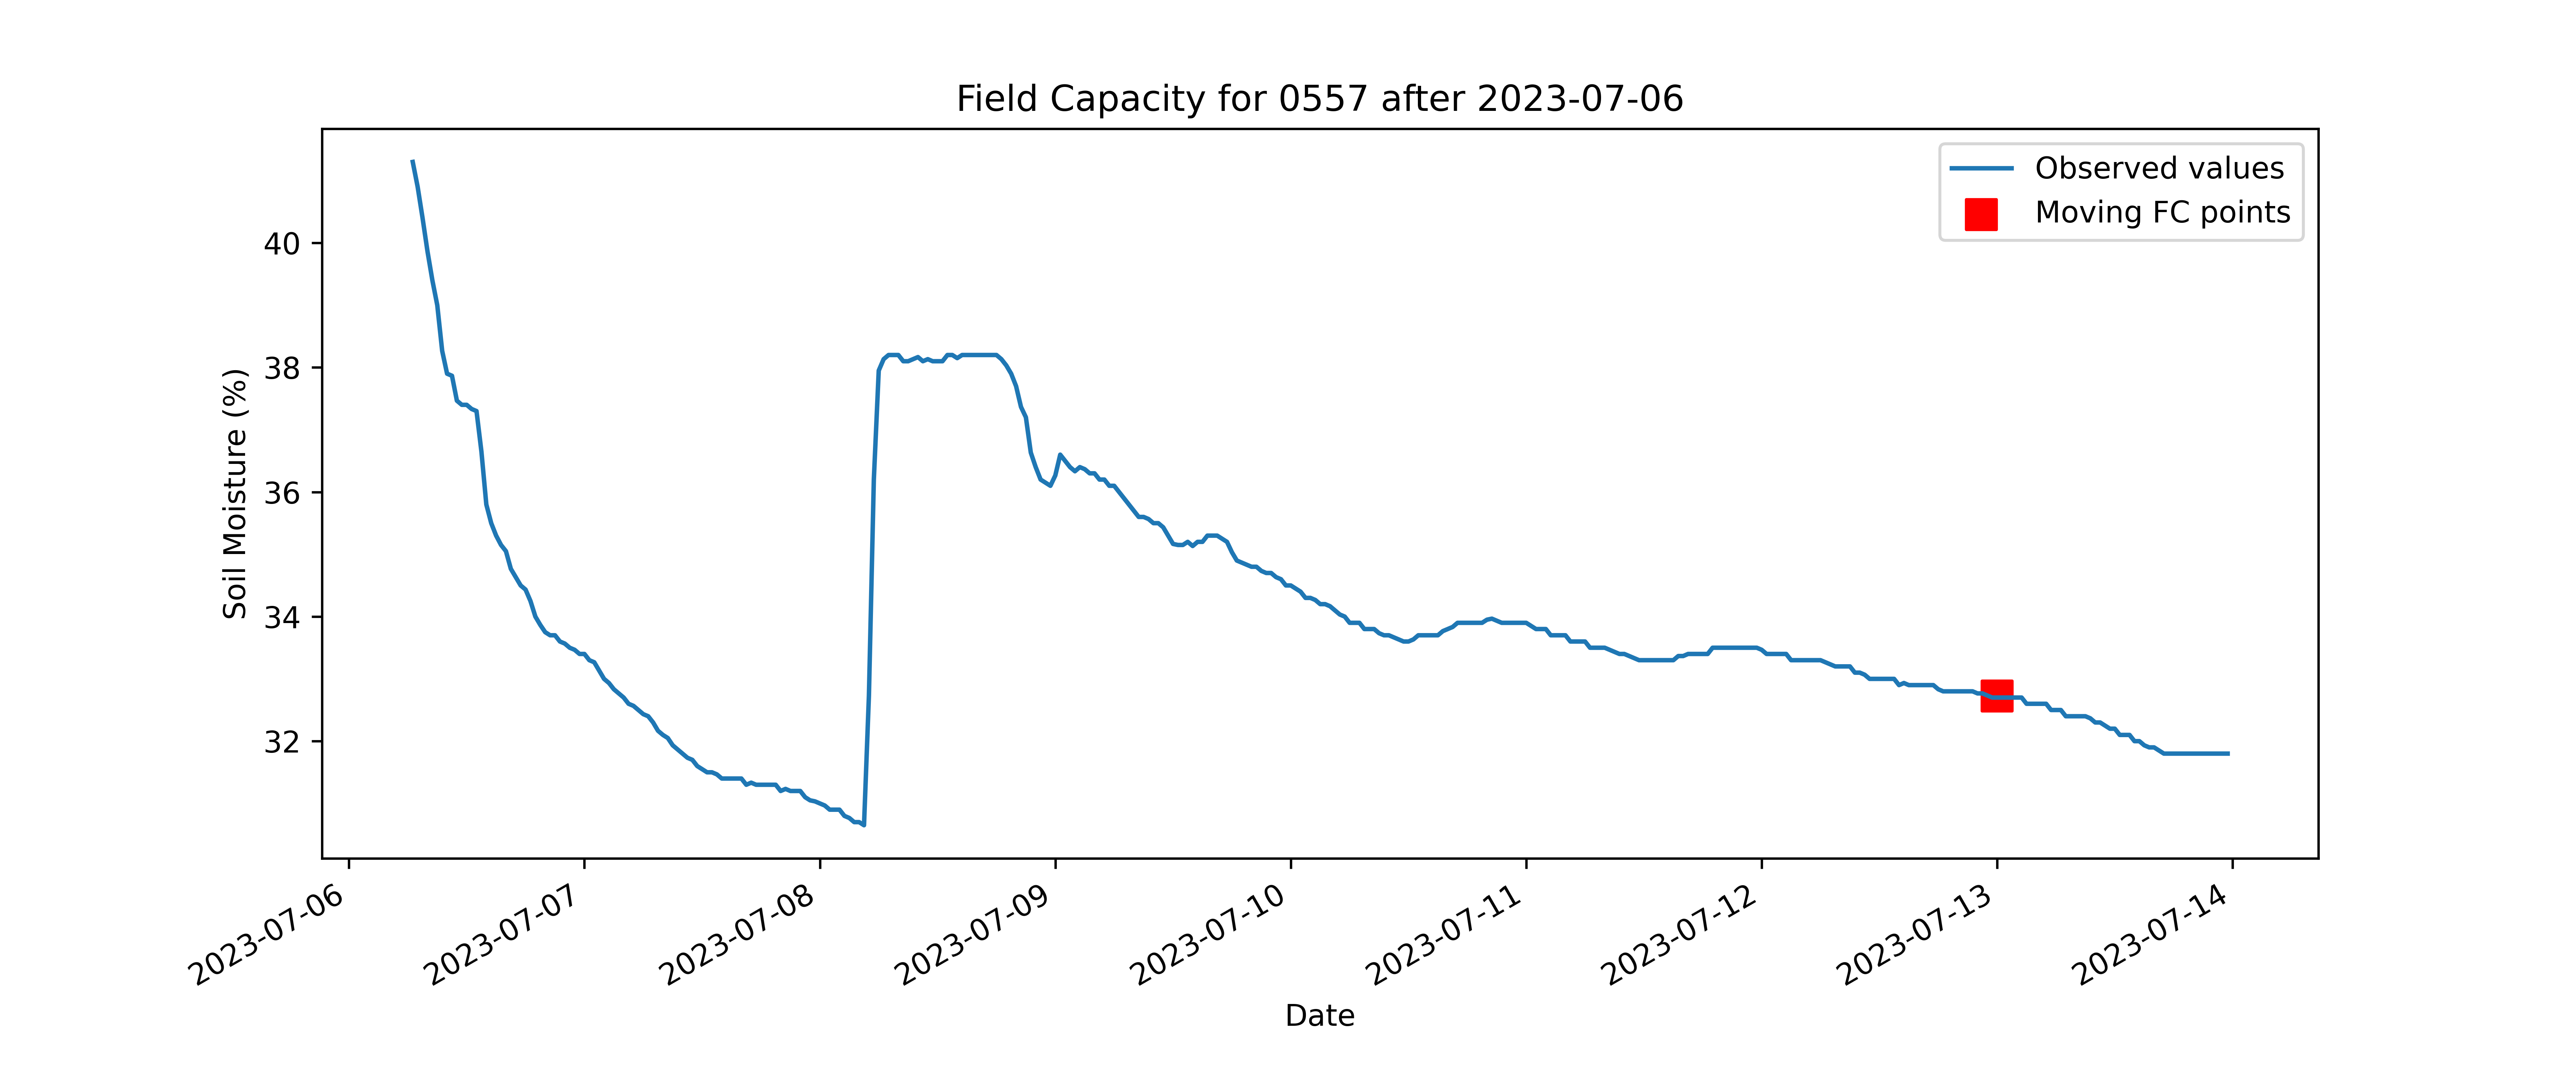 Field Capacity for 0557 after 2023-07-06
Observed values
Moving FC points
Soil Moisture (%)
40
38
36
34
32
2023-07-06
2023-07-07
2023-07-08
2023-07-09
2023-07-10
2023-07-11
2023-07-12
2023-07-13
2023-07-14
Date